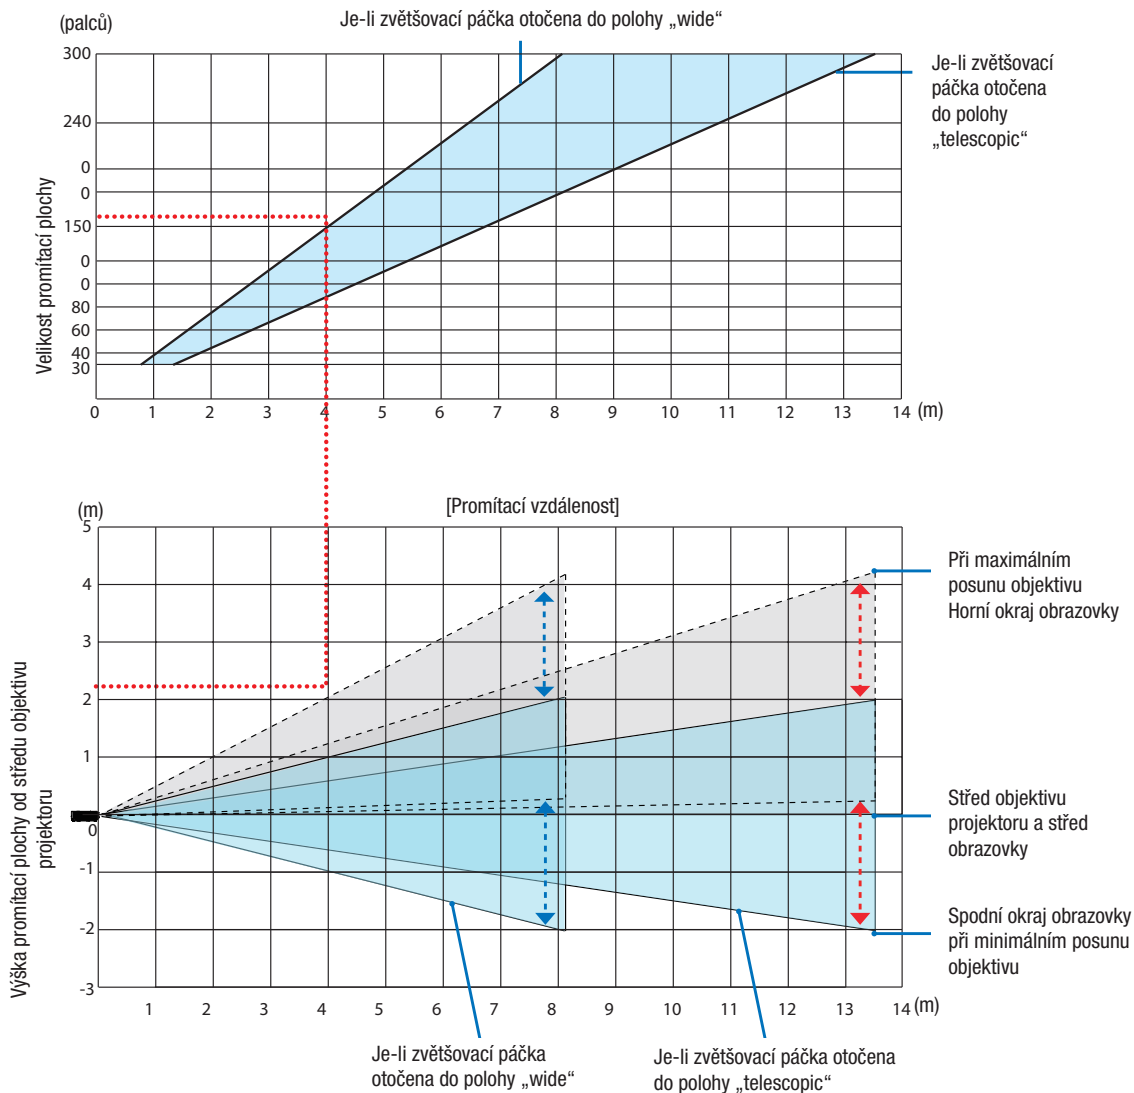 (palců)
Je-li zvětšovací páčka otočena do polohy „wide“
Je-li zvětšovací
páčka otočena
do polohy
„telescopic“
Velikost promítací plochy
300
240
0
0
150
0
0
80
60
40
30
0 1 2 3 4 5 6 7 8 9 10 11 12 13 14 (m)
[Promítací vzdálenost]
(m)
Výška promítací plochy od středu objektivu
projektoru
5
4
3
2
1
0
-1
-2
-3
1 2 3 4 5 6 7 8 9 10 11 12 13 14 (m)
Při maximálním
posunu objektivu
Horní okraj obrazovky
Střed objektivu
projektoru a střed
obrazovky
Spodní okraj obrazovky
při minimálním posunu
objektivu
Je-li zvětšovací páčka
otočena do polohy „wide“
Je-li zvětšovací páčka otočena
do polohy „telescopic“